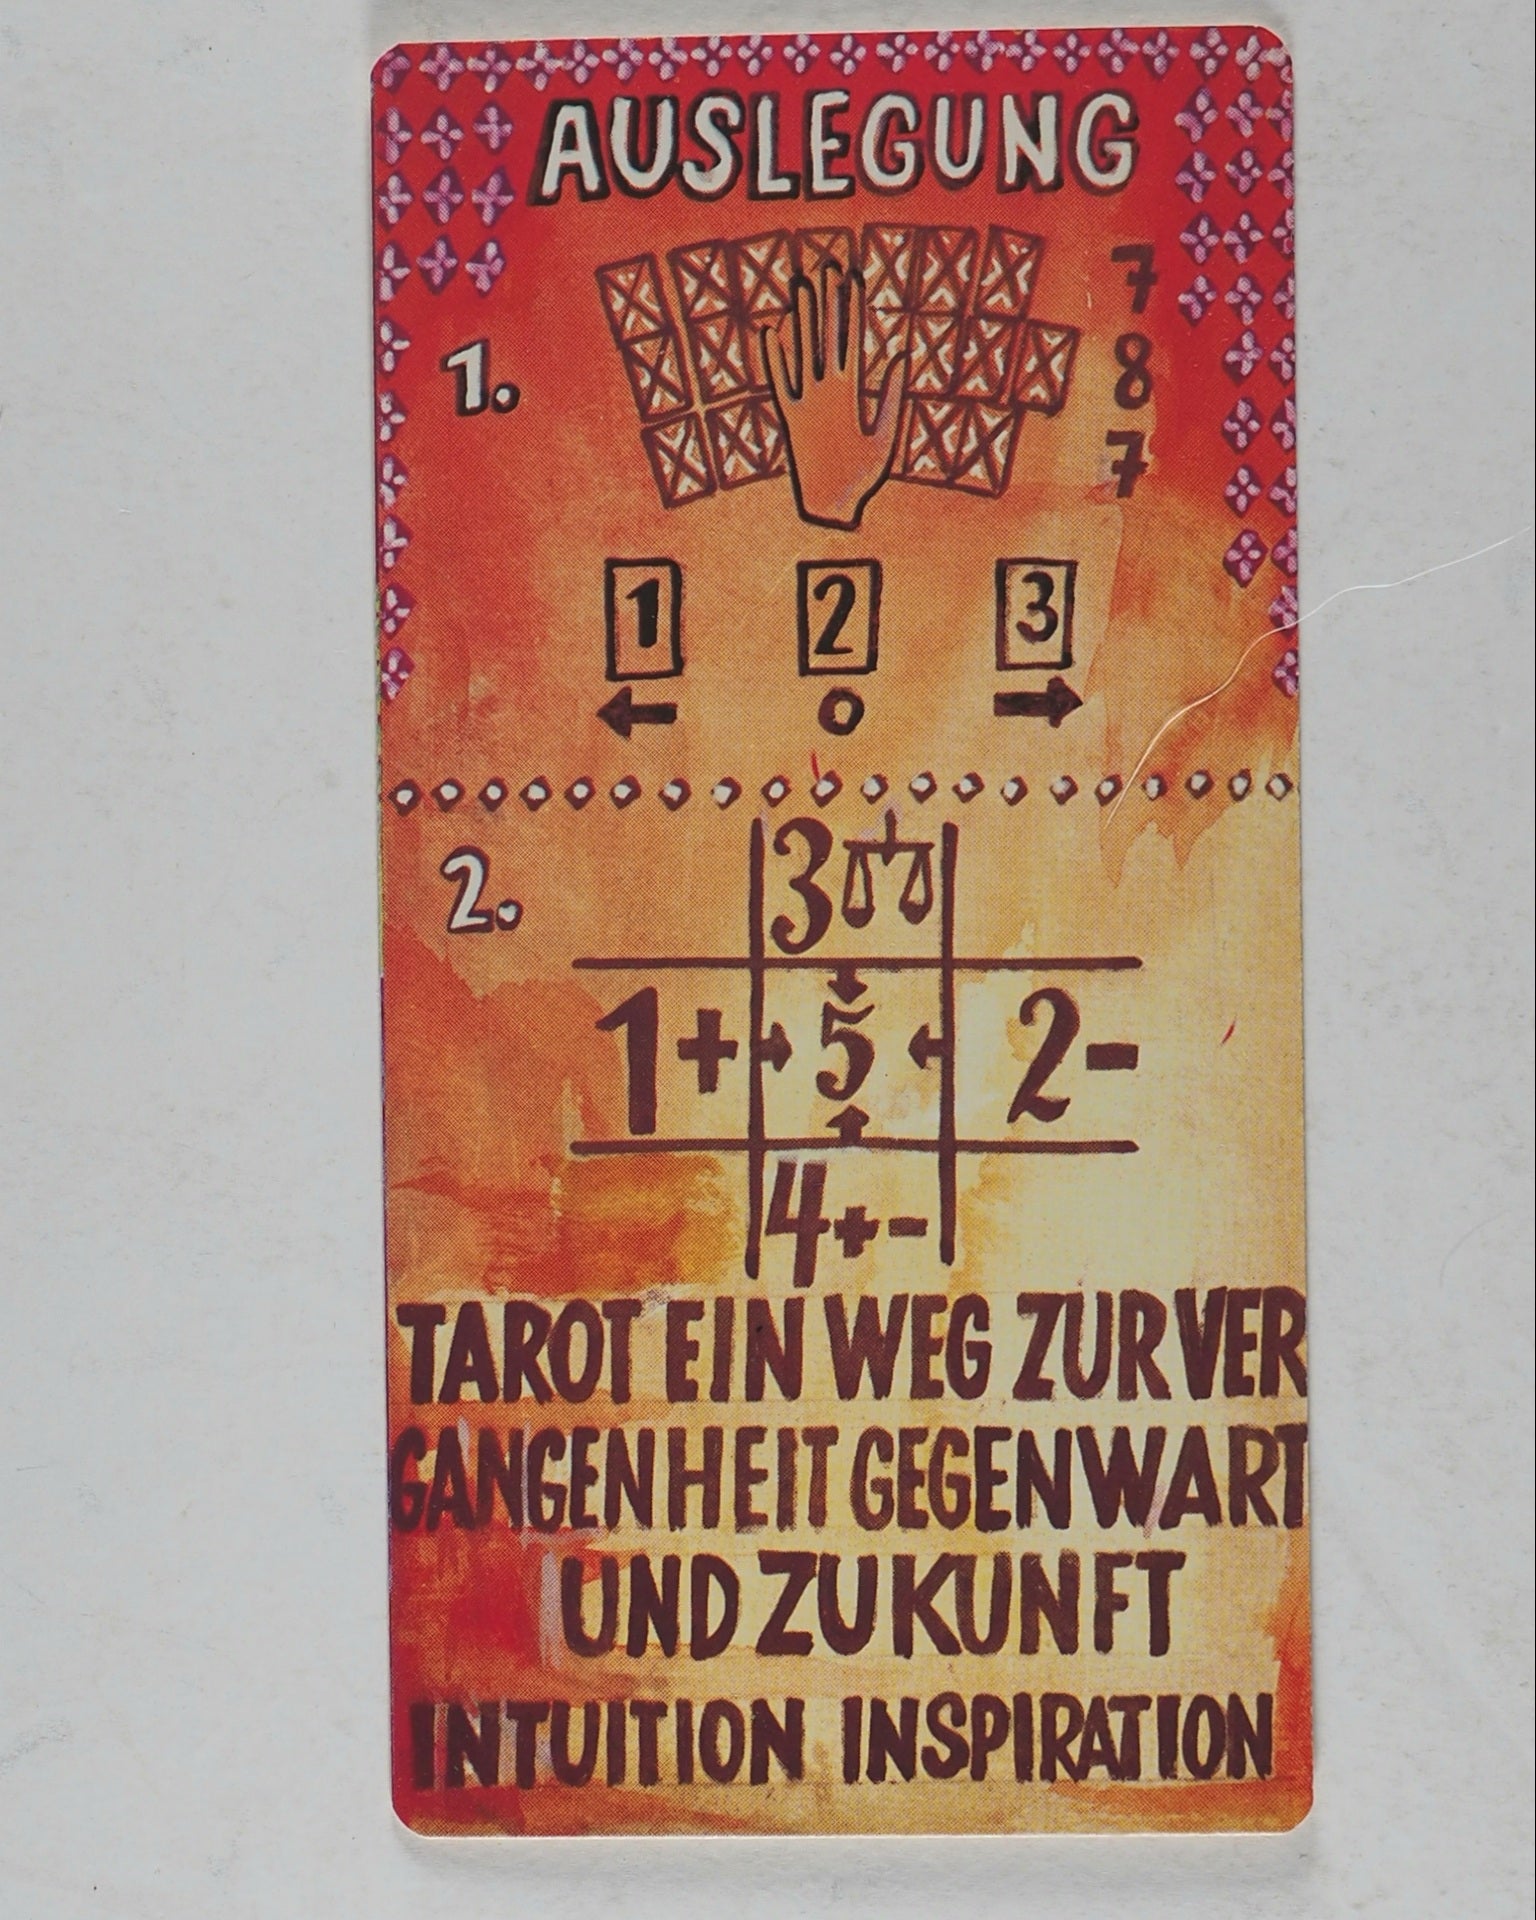 AUSLEGUNG
7
1.
8
7
1 2 3
2.
3
1+ 5 2-
4+-
TAROT EIN WEG ZUR VER
GANGENHEIT GEGENWART
UND ZUKUNFT
INTUITION INSPIRATION